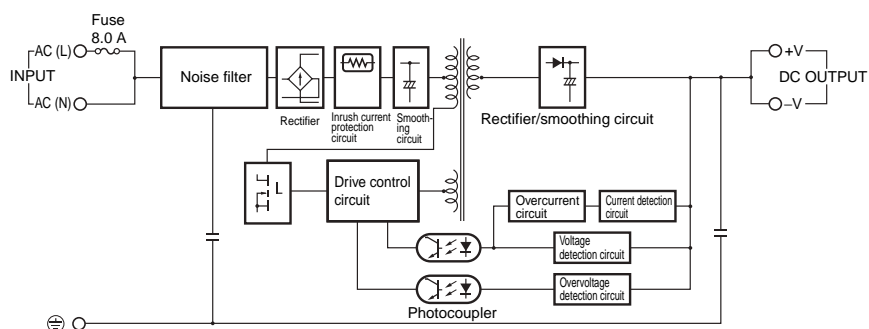 Fuse
8.0 A
AC (L)
INPUT
AC (N)
Noise filter
Rectifier
Inrush current
protection
circuit
Smooth-
ing
circuit
Rectifier/smoothing circuit
+V
DC OUTPUT
–V
Drive control
circuit
Overcurrent
circuit
Current detection
circuit
Voltage
detection circuit
Overvoltage
detection circuit
Photocoupler